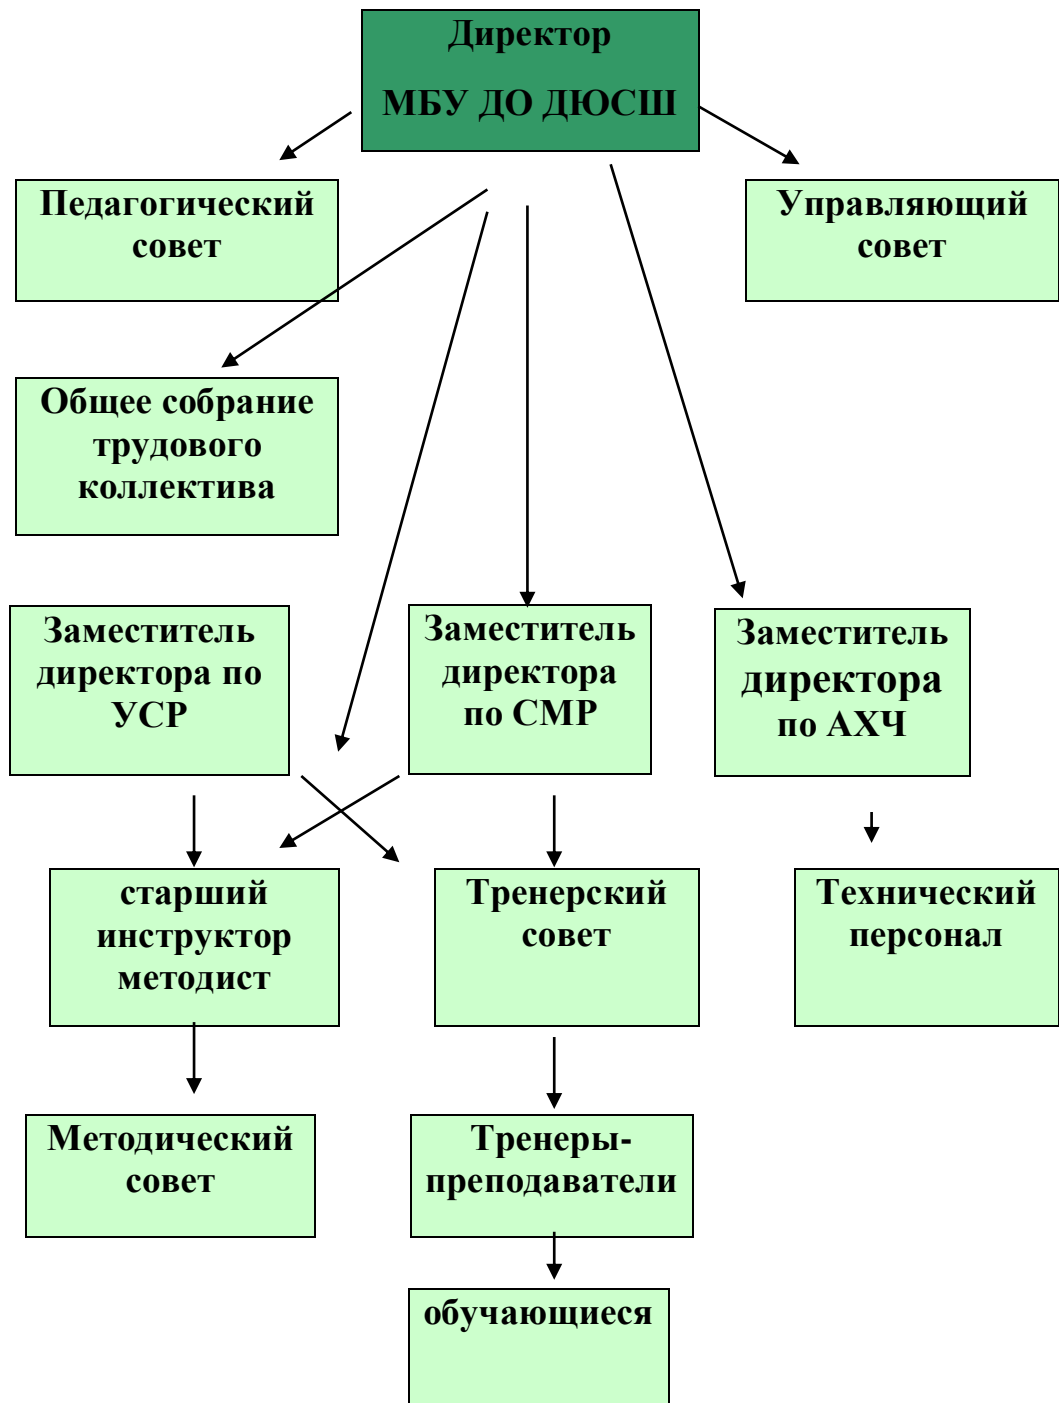 Директор
МБУ ДО ДЮСШ
Педагогический
совет
Управляющий
совет
Общее собрание
трудового
коллектива
Заместитель
директора по
УСР
Заместитель
директора
по СМР
Заместитель
директора
по АХЧ
старший
инструктор
методист
Тренерский
совет
Технический
персонал
Методический
совет
Тренеры-
преподаватели
обучающиеся